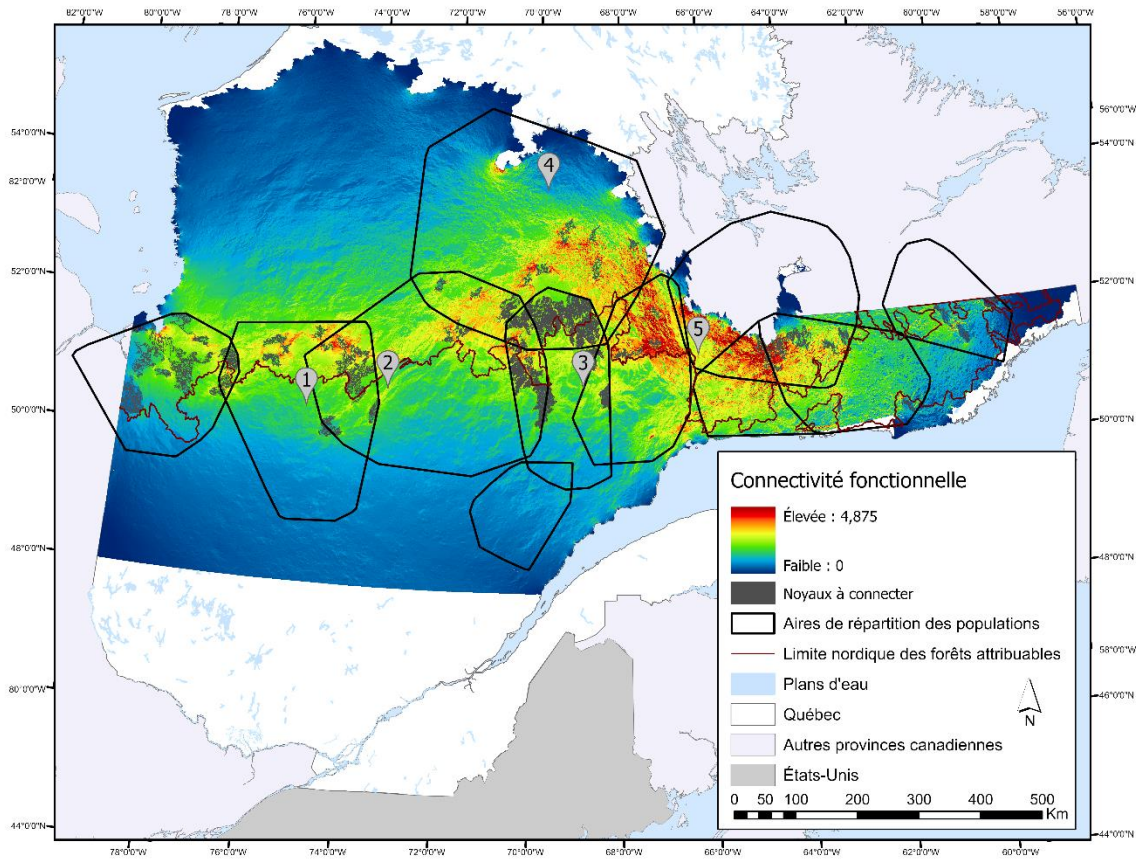 82°0'0"W 80°0'0"W 78°0'0"W 76°0'0"W 74°0'0"W 72°0'0"W 70°0'0"W 68°0'0"W 66°0'0"W 64°0'0"W 62°0'0"W 60°0'0"W 58°0'0"W 56°0'0"W
54°0'0"N
56°0'0"N
54°0'0"N
82°0'0"W
4
52°0'0"N
52°0'0"N
5
2
3
1
50°0'0"N
50°0'0"N
48°0'0"N
48°0'0"N
58°0'0"W
80°0'0"W
46°0'0"N
44°0'0"N
44°0'0"N
Connectivité fonctionnelle
Élevée : 4,875
Faible : 0
Noyaux à connecter
Aires de répartition des populations
Limite nordique des forêts attribuables
Plans d'eau
Québec
Autres provinces canadiennes
États-Unis
N
0 50 100 200 300 400 500
Km
78°0'0"W 76°0'0"W 74°0'0"W 72°0'0"W 70°0'0"W 68°0'0"W 66°0'0"W 64°0'0"W 62°0'0"W 60°0'0"W